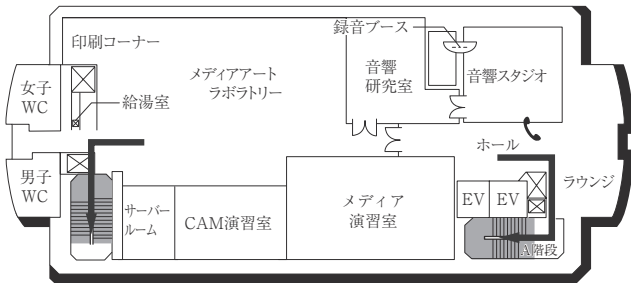 録音ブース
印刷コーナー
女子
WC
給湯室
メディアアート
ラボラトリー
音響
研究室
音響スタジオ
ホール
男子
WC
サーバー
ルーム
CAM演習室
メディア
演習室
EV
EV
ラウンジ
A階段